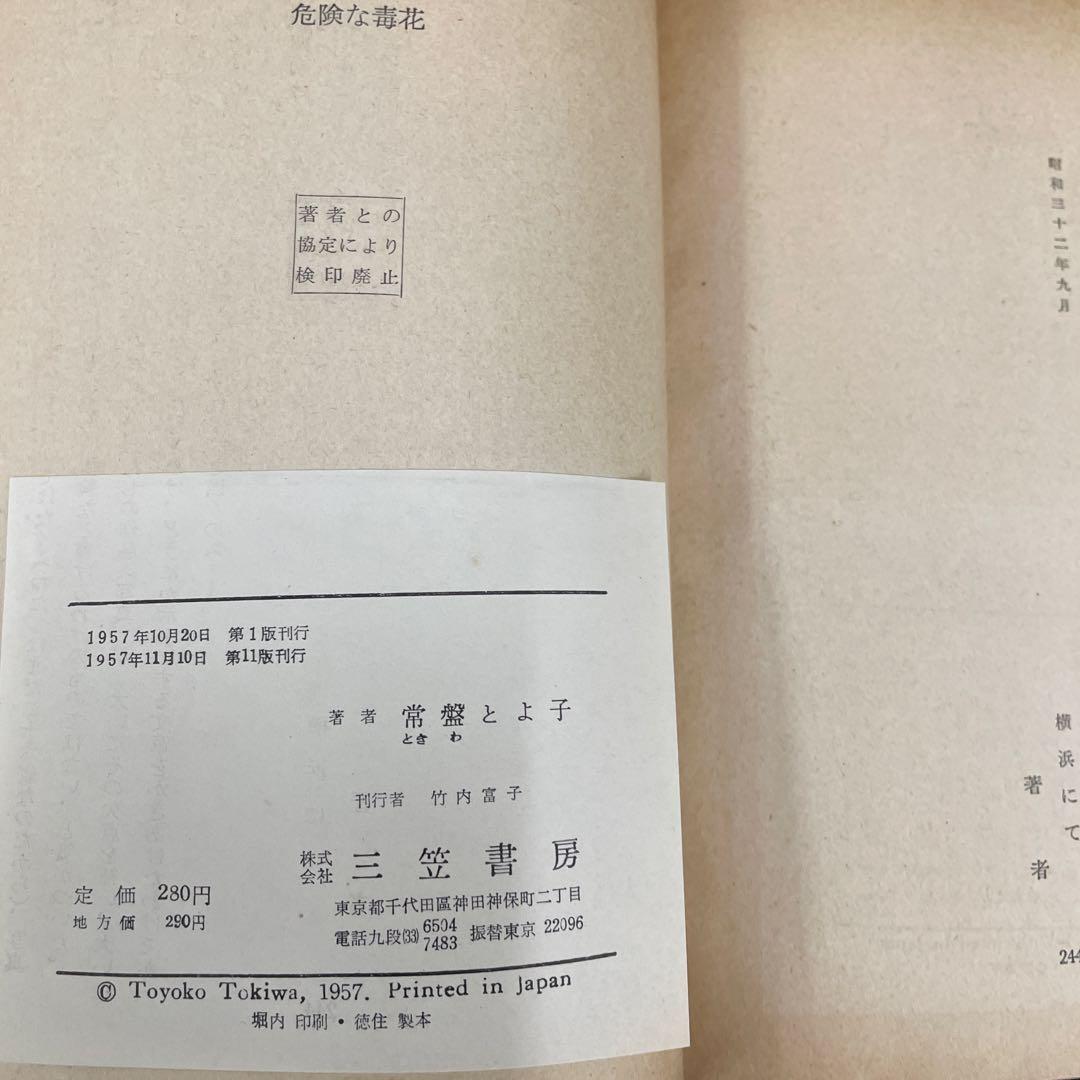 危険な毒花
著者との
協定により
検印廃止
1957年10月20日 第1版刊行
1957年11月10日 第11版刊行
著者 常盤とよ子
ときわ
刊行者 竹内富子
株式会社 三笠書房
定価 280円
地方価 290円
東京都千代田區神田神保町二丁目
電話九段(33)6504 7483 振替東京 22096
© Toyoko Tokiwa, 1957. Printed in Japan
堀内 印刷・徳住 製本
昭和三十二年九月
横浜にて
著者
244